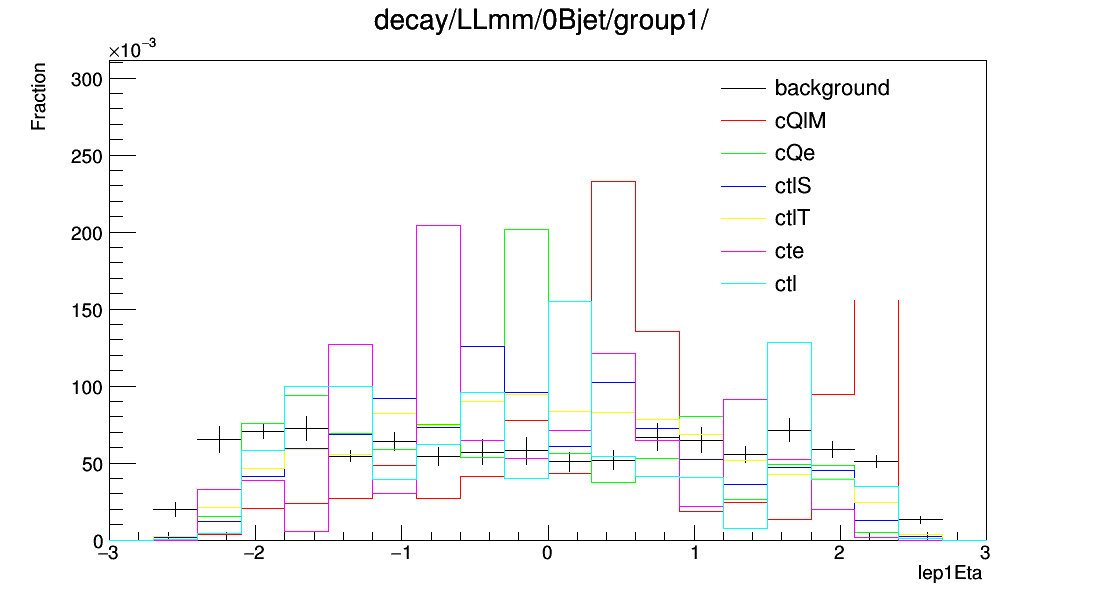 decay/LLmm/0Bjet/group1/
×10⁻³
Fraction
300
250
200
150
100
50
0
background
cQlM
cQe
ctlS
ctlT
cte
ctl
−3
−2
−1
0
1
2
3
lep1Eta